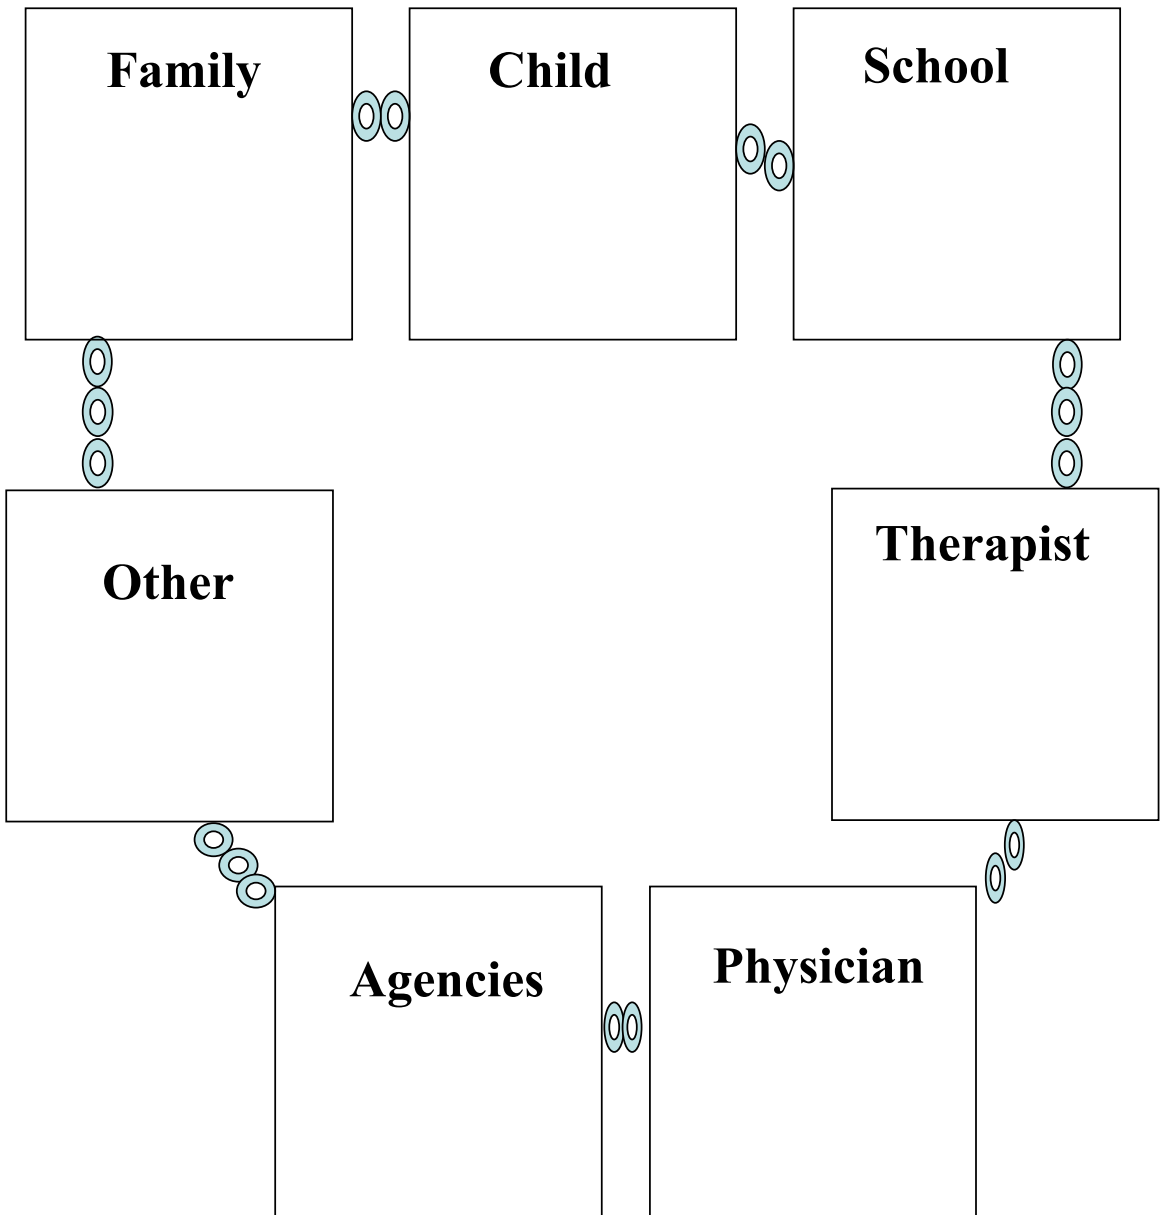 Family
Child
School
Other
Therapist
Agencies
Physician